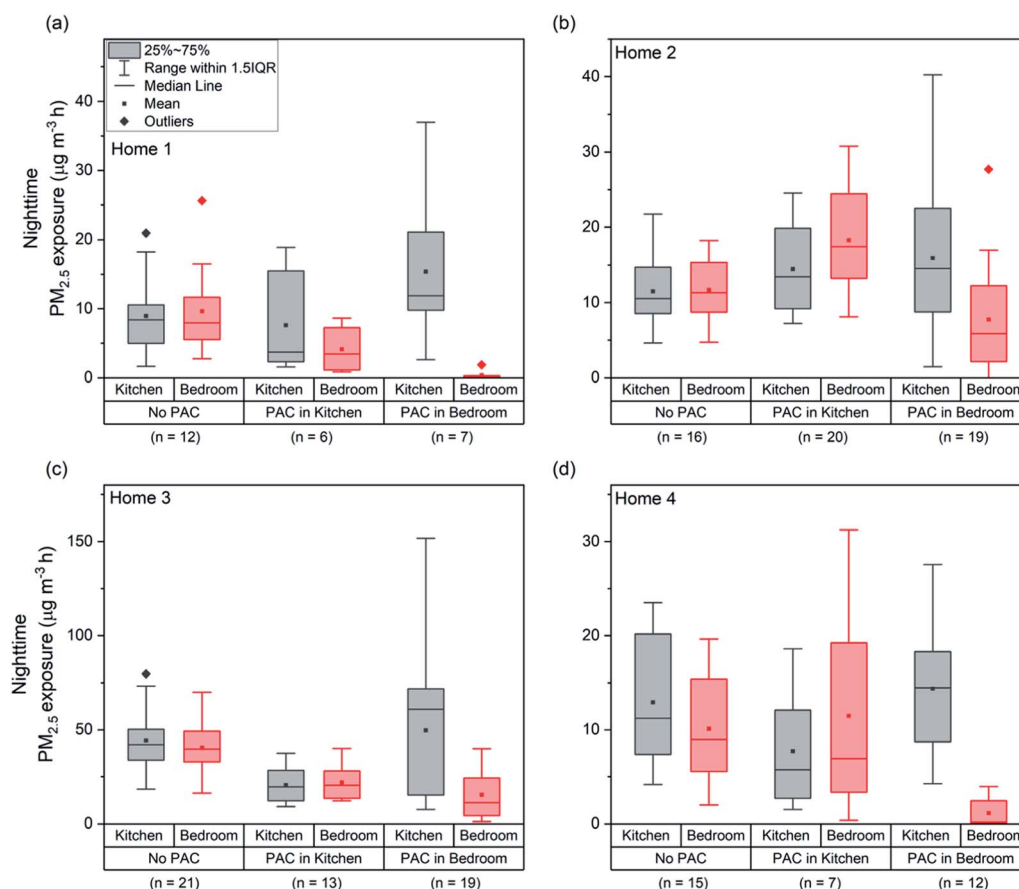 (a)
25%~75%
Range within 1.5IQR
Median Line
Mean
Outliers
Home 1
Nighttime
PM2.5 exposure (µg m-3 h)
40
30
20
10
0
Kitchen Bedroom Kitchen Bedroom Kitchen Bedroom
No PAC PAC in Kitchen PAC in Bedroom
(n = 12) (n = 6) (n = 7)
(b)
Home 2
40
30
20
10
0
Kitchen Bedroom Kitchen Bedroom Kitchen Bedroom
No PAC PAC in Kitchen PAC in Bedroom
(n = 16) (n = 20) (n = 19)
(c)
Home 3
Nighttime
PM2.5 exposure (µg m-3 h)
150
100
50
0
Kitchen Bedroom Kitchen Bedroom Kitchen Bedroom
No PAC PAC in Kitchen PAC in Bedroom
(n = 21) (n = 13) (n = 19)
(d)
Home 4
30
20
10
0
Kitchen Bedroom Kitchen Bedroom Kitchen Bedroom
No PAC PAC in Kitchen PAC in Bedroom
(n = 15) (n = 7) (n = 12)